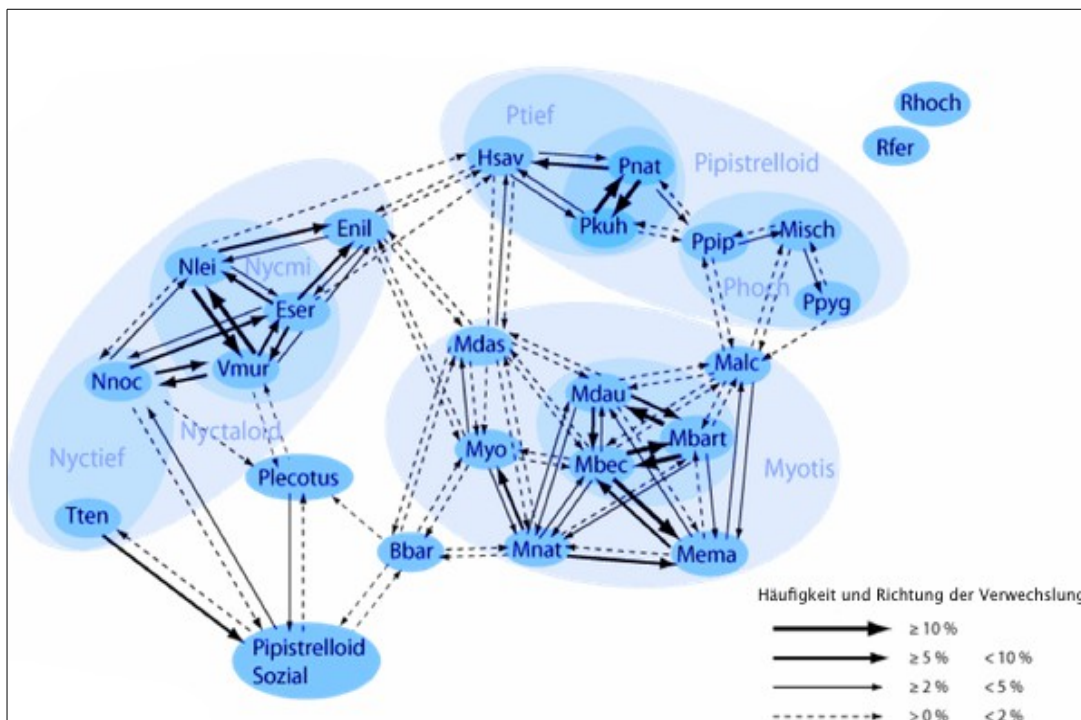 Rhoch
Ptief
Rfer
Hsav
Pnat
Pipistrelloid
Pkuh
Enil
Ppip
Misch
Nlei
Nycmi
Phoch
Ppyg
Eser
Mdas
Malc
Nnoc
Vmur
Mdau
Nyctaloid
Mbart
Nyctief
Myo
Mbec
Myotis
Plecotus
Tten
Bbar
Mnat
Mema
Häufigkeit und Richtung der Verwechslung
≥ 10 %
Pipistrelloid
Sozial
≥ 5 % < 10 %
≥ 2 % < 5 %
> 0 % < 2 %